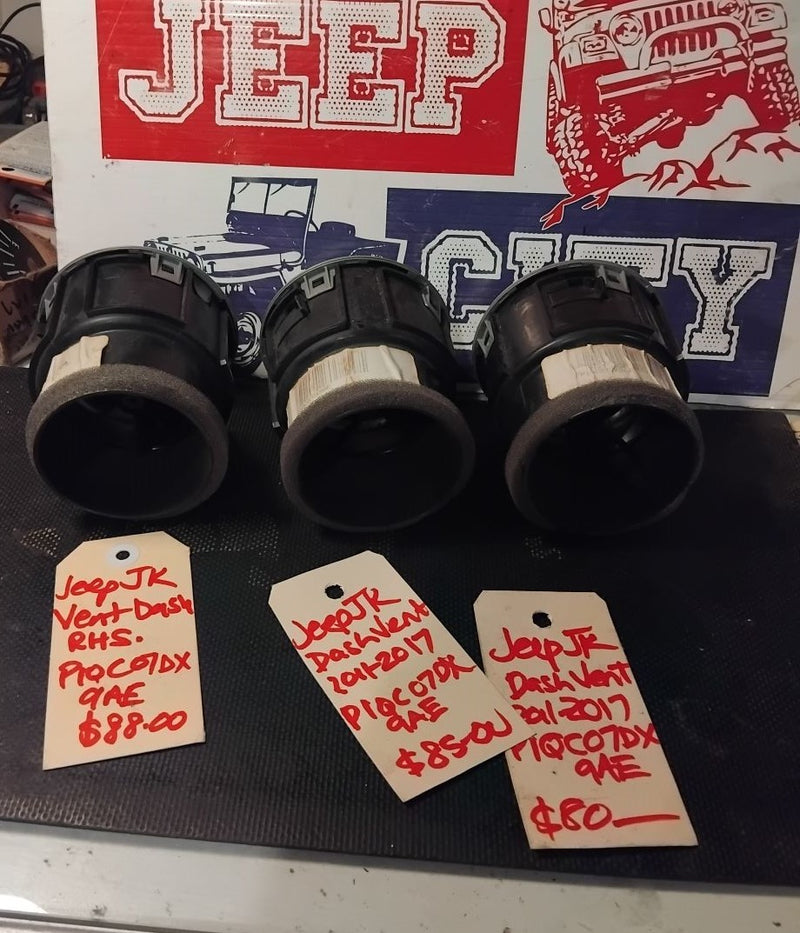 JEEP
CITY
Jeep JK
Vent Dash
RHS.
P1QC07DX
9AE
$88.00
Jeep JK
Dash Vent
2011-2017
P1QC07DX
9AE
$85.00
Jeep JK
Dash Vent
2011-2017
P1QC07DX
9AE
$80